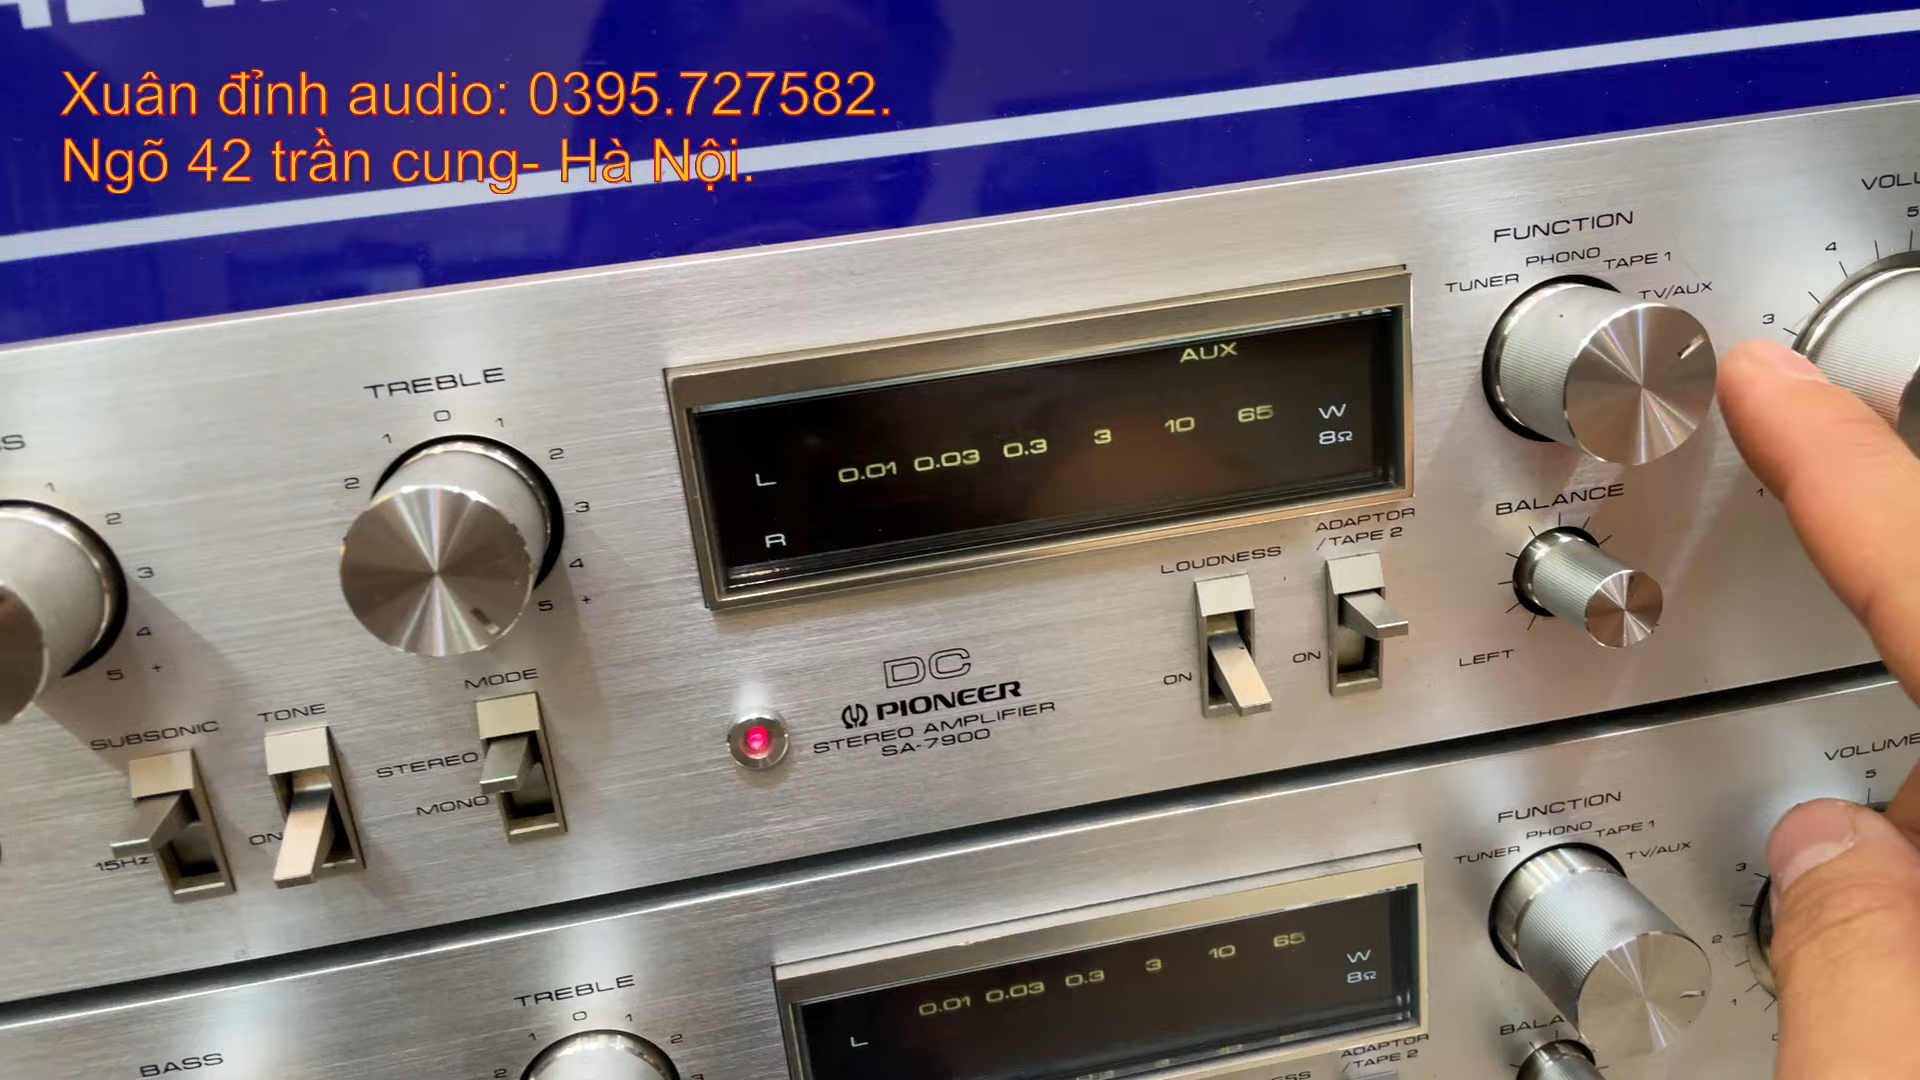 Xuân đỉnh audio: 0395.727582.
Ngõ 42 trần cung- Hà Nội.
FUNCTION
TUNER PHONO TAPE 1 TV/AUX
5
4
3
1
TREBLE
0
1 1
2 2
3
4
5 +
AUX
L 0.01 0.03 0.3 3 10 65 W
8Ω
R
1
2
3
4
5 +
BALANCE
LEFT
LOUDNESS
ON
ADAPTOR
/TAPE 2
ON
DC
PIONEER
STEREO AMPLIFIER
SA-7900
SUBSONIC
15Hz
TONE
ON
MODE
STEREO
MONO
VOLUME
5
3
2
1
FUNCTION
TUNER PHONO TAPE 1 TV/AUX
0.01 0.03 0.3 3 10 65 W
8Ω
L
ADAPTOR
/TAPE 2
TREBLE
0
1 1
2 2
BASS